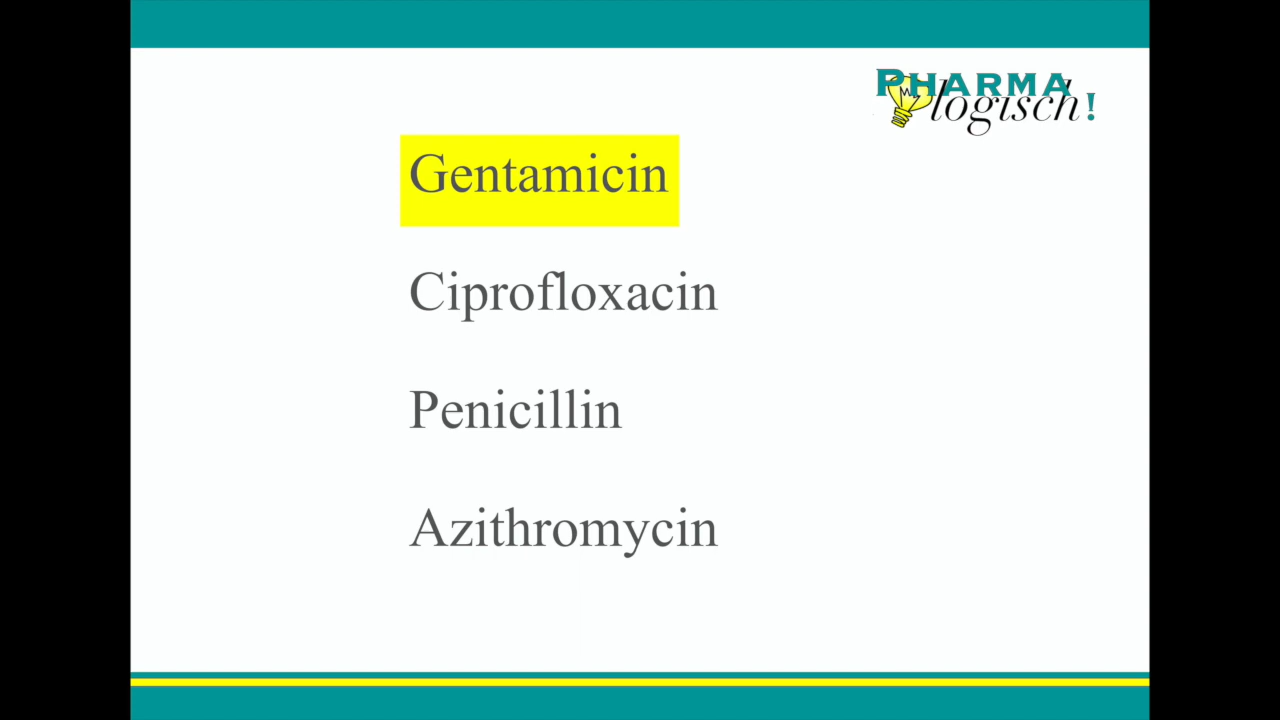 PHARMA
logisch!
Gentamicin
Ciprofloxacin
Penicillin
Azithromycin